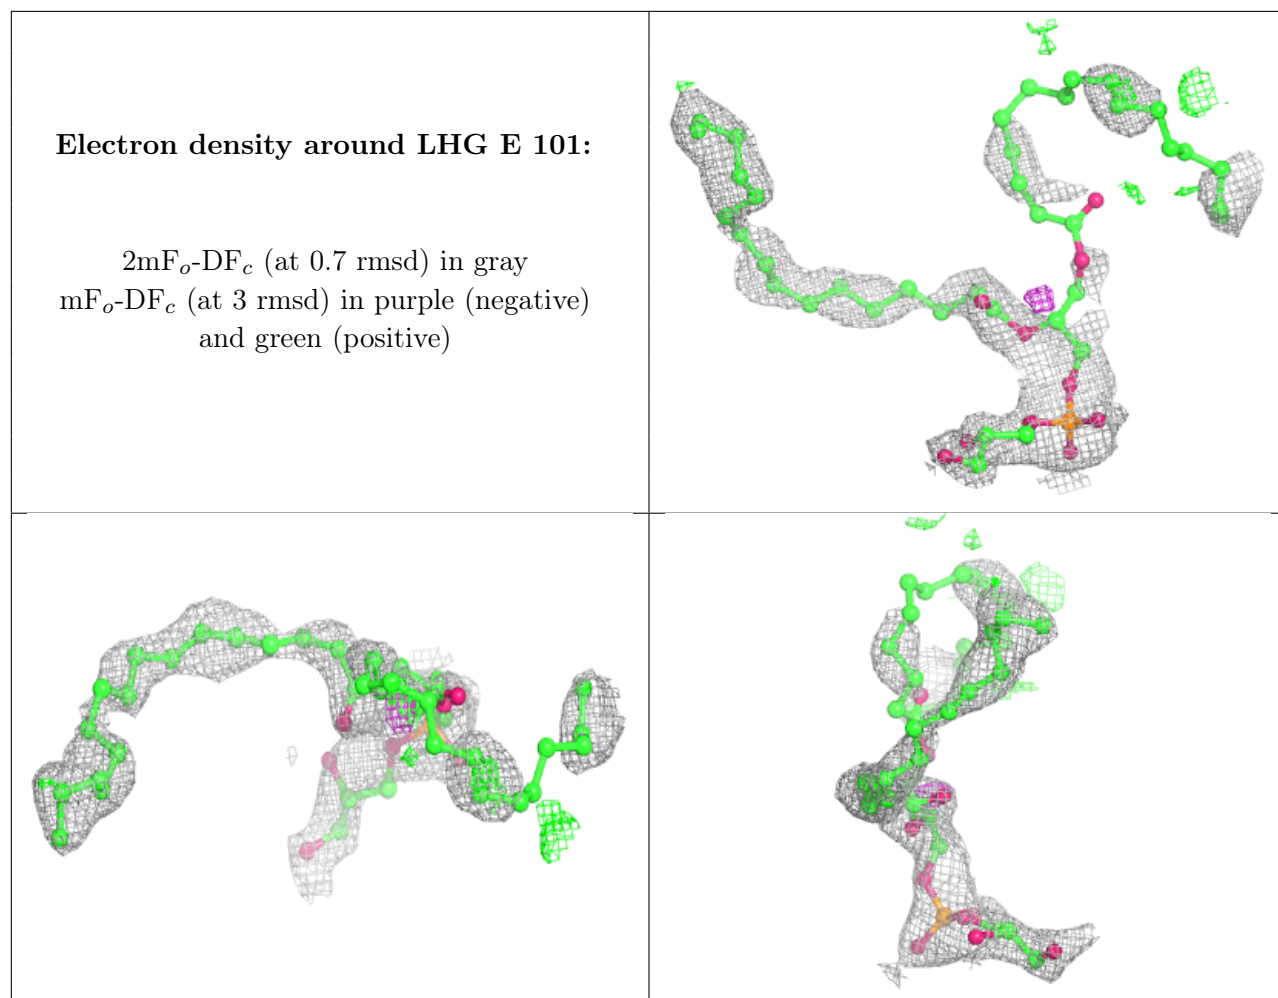 Electron density around LHG E 101:
2mFₒ-DF𝑐 (at 0.7 rmsd) in gray
mFₒ-DF𝑐 (at 3 rmsd) in purple (negative)
and green (positive)